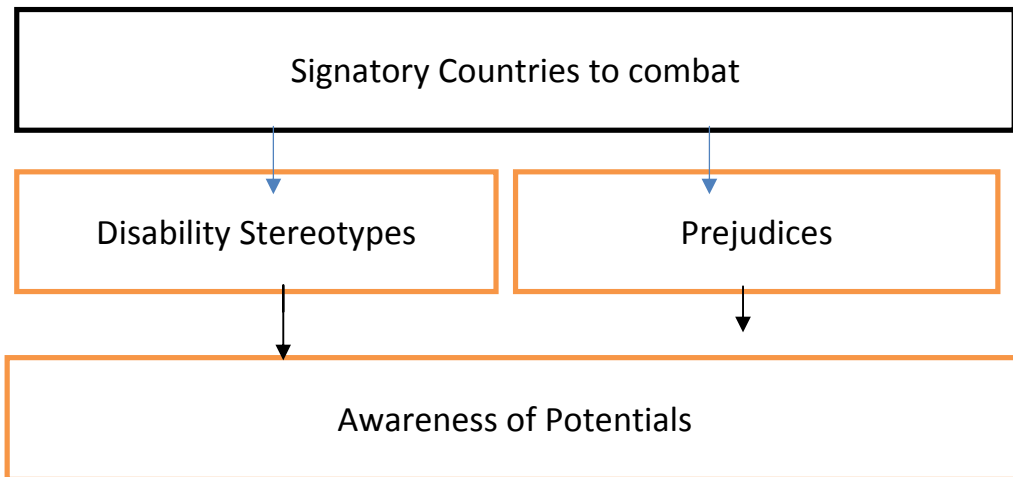 Signatory Countries to combat
Disability Stereotypes
Prejudices
Awareness of Potentials